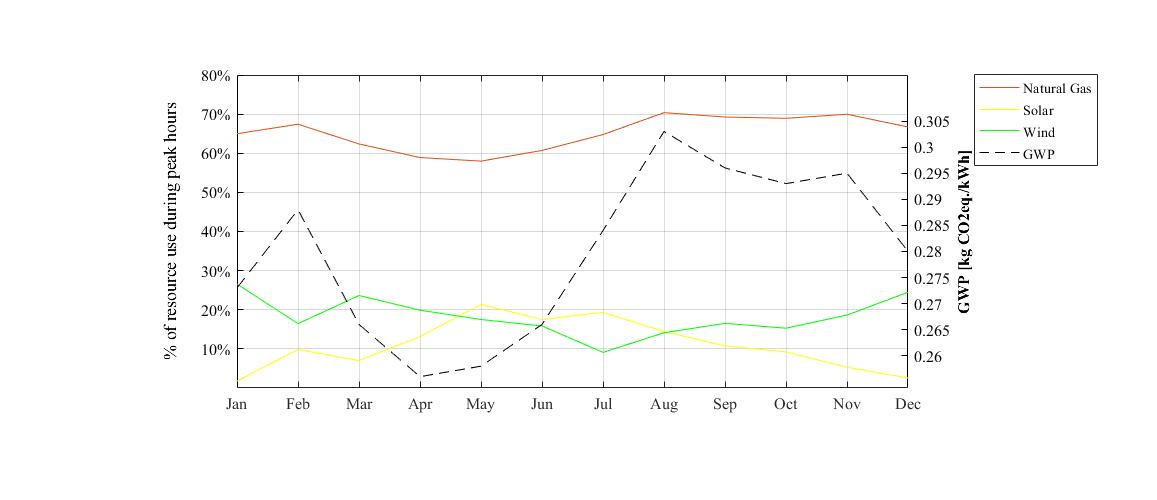 80%
70%
60%
50%
40%
30%
20%
10%
% of resource use during peak hours
Jan Feb Mar Apr May Jun Jul Aug Sep Oct Nov Dec
0.305
0.3
0.295
0.29
0.285
0.28
0.275
0.27
0.265
0.26
GWP [kg CO2eq./kWh]
Natural Gas
Solar
Wind
GWP